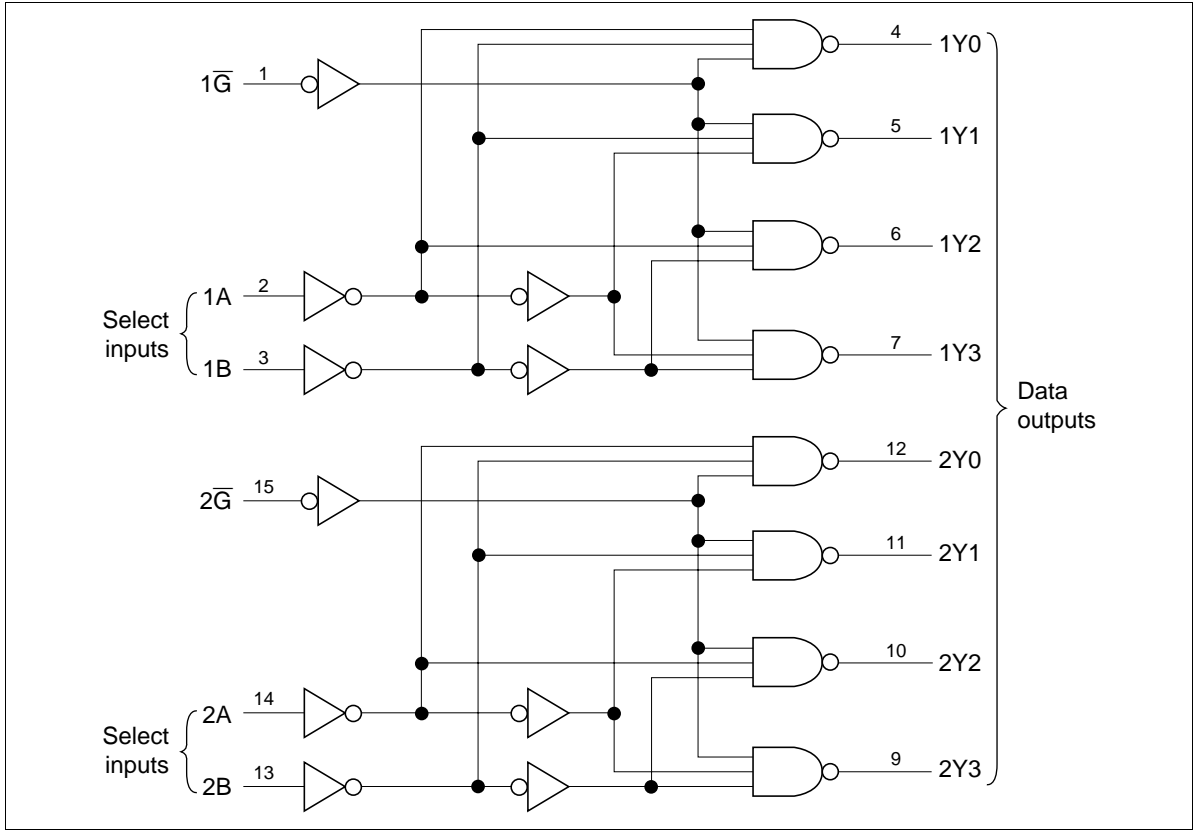 4
1Y0
1G̅
1
5
1Y1
6
1Y2
1A
2
Select
inputs
1B
3
7
1Y3
Data
outputs
12
2Y0
2G̅
15
11
2Y1
10
2Y2
2A
14
Select
inputs
2B
13
9
2Y3